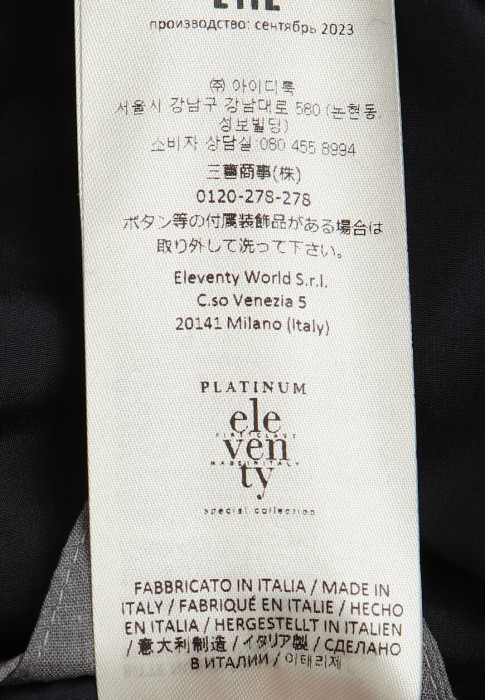 EAC
производство: сентябрь 2023
㈜ 아이디룩
서울시 강남구 강남대로 580 (논현동,
성보빌딩)
소비자 상담실:080 455 8994
三喜商事(株)
0120-278-278
ボタン等の付属装飾品がある場合は
取り外して洗って下さい。
Eleventy World S.r.l.
C.so Venezia 5
20141 Milano (Italy)
PLATINUM
ele
FIRST CLASS
ven
MADE IN ITALY
ty
special collection
FABBRICATO IN ITALIA / MADE IN
ITALY / FABRIQUÉ EN ITALIE / HECHO
EN ITALIA / HERGESTELLT IN ITALIEN
/ 意大利制造 / イタリア製 / СДЕЛАНО
В ИТАЛИИ / 이태리제